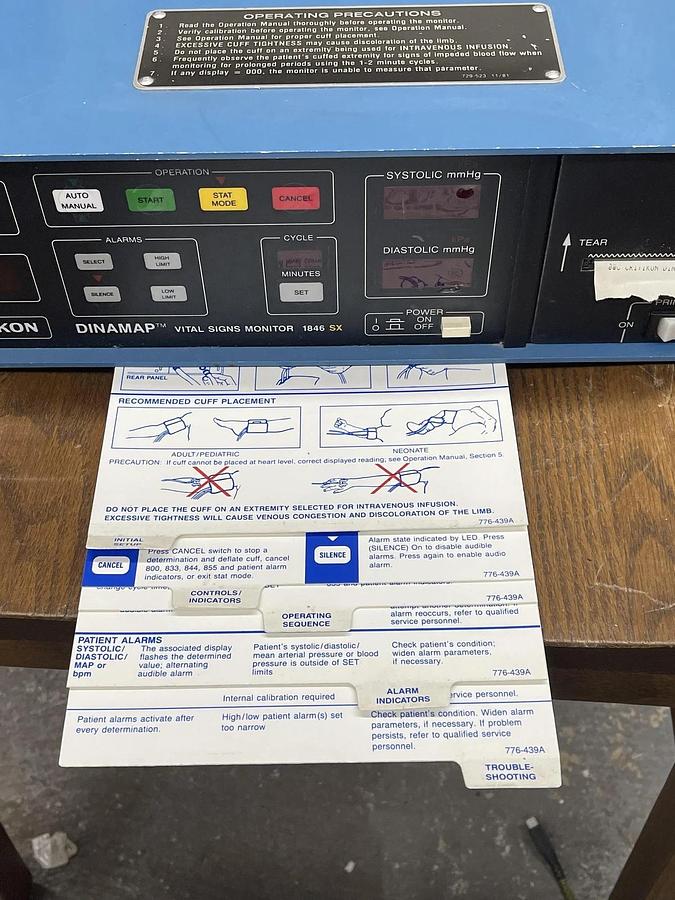 OPERATING PRECAUTIONS
1. Read the Operation Manual thoroughly before operating the monitor.
2. Verify calibration before operating the monitor, see Operation Manual.
3. See Operation Manual for proper cuff placement.
4. EXCESSIVE CUFF TIGHTNESS may cause discoloration of the limb.
5. Do not place the cuff on an extremity being used for INTRAVENOUS INFUSION.
6. Frequently observe the patient's cuffed extremity for signs of impeded blood flow when
monitoring for prolonged periods using the 1-2 minute cycles.
7. If any display = 000, the monitor is unable to measure that parameter.
729-523 11/81
OPERATION
AUTO
MANUAL
START
STAT
MODE
CANCEL
ALARMS
SELECT
HIGH
LIMIT
SILENCE
LOW
LIMIT
CYCLE
MINUTES
SET
SYSTOLIC mmHg
DIASTOLIC mmHg
POWER
ON
OFF
TEAR
ON
KON
DINAMAP™ VITAL SIGNS MONITOR 1846 SX
REAR PANEL
RECOMMENDED CUFF PLACEMENT
ADULT/PEDIATRIC
NEONATE
PRECAUTION: If cuff cannot be placed at heart level, correct displayed reading; see Operation Manual, Section 5.
DO NOT PLACE THE CUFF ON AN EXTREMITY SELECTED FOR INTRAVENOUS INFUSION.
EXCESSIVE TIGHTNESS WILL CAUSE VENOUS CONGESTION AND DISCOLORATION OF THE LIMB.
776-439A
INITIAL
SETUP
CANCEL
Press CANCEL switch to stop a
determination and deflate cuff, cancel
800, 833, 844, 855 and patient alarm
indicators, or exit stat mode.
SILENCE
Alarm state indicated by LED. Press
(SILENCE) On to disable audible
alarms. Press again to enable audio
alarm.
776-439A
CONTROLS/
INDICATORS
776-439A
OPERATING
SEQUENCE
alarm reoccurs, refer to qualified
service personnel.
PATIENT ALARMS
SYSTOLIC/
DIASTOLIC/
MAP or
bpm
The associated display
flashes the determined
value; alternating
audible alarm
Patient's systolic/diastolic/
mean arterial pressure or blood
pressure is outside of SET
limits
Check patient's condition;
widen alarm parameters,
if necessary.
776-439A
ALARM
INDICATORS
Internal calibration required
service personnel.
Patient alarms activate after
every determination.
High/low patient alarm(s) set
too narrow
Check patient's condition. Widen alarm
parameters, if necessary. If problem
persists, refer to qualified service
personnel.
776-439A
TROUBLE-
SHOOTING